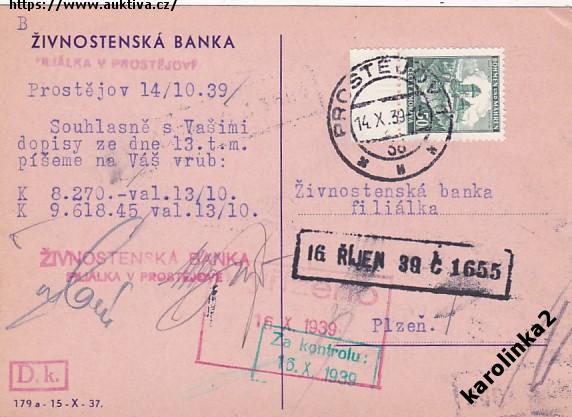 https://www.auktiva.cz/
B
ŽIVNOSTENSKÁ BANKA
FILIÁLKA V PROSTĚJOVĚ
Prostějov 14/10.39
Souhlasně s Vašimi
dopisy ze dne 13.t.m.
píšeme na Váš vrub:
K 8.270.-val.13/10.
K 9.618.45 val.13/10.
ŽIVNOSTENSKÁ BANKA
FILIÁLKA V PROSTĚJOVĚ
PROSTĚJOV 1
14.X.39
BÖHMEN UND MÄHREN
50
Živnostenská banka
filiálka
16 ŘÍJEN 39 Č 1655
Plzeň.
16.X.1939
Za kontrolu:
16.X.1939
D.k.
179a-15-X-37.
karolinka2